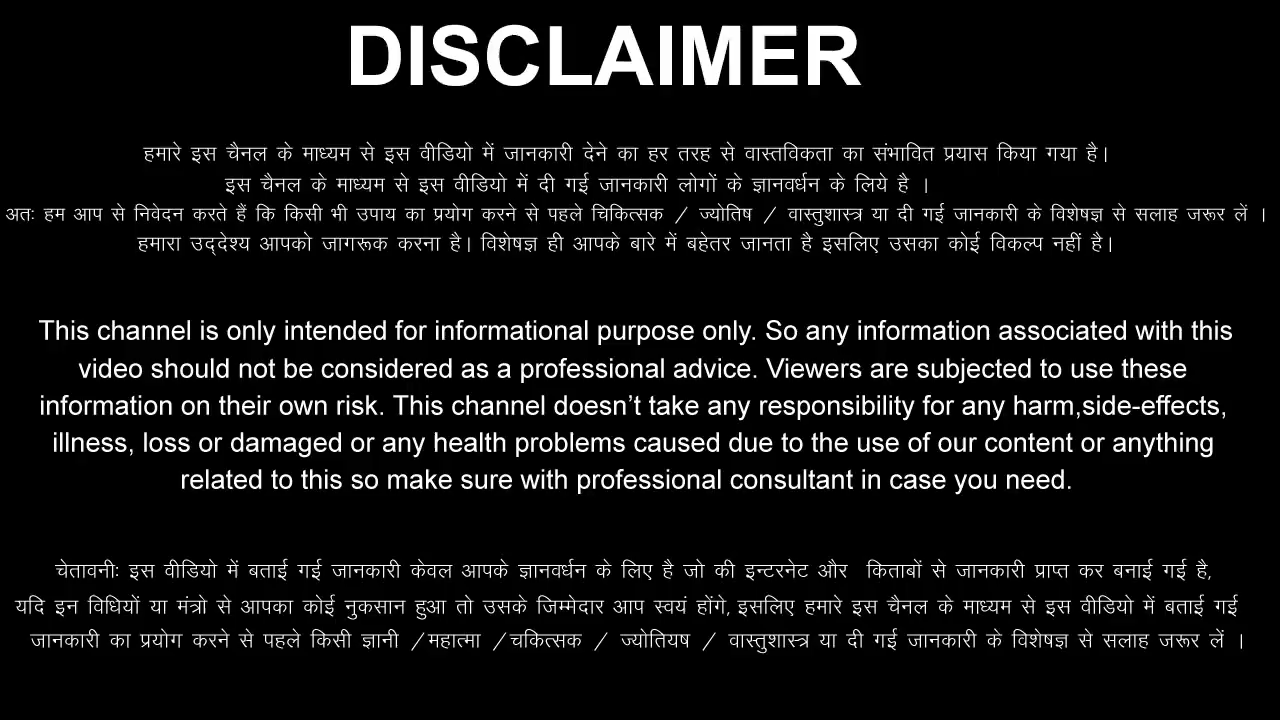 DISCLAIMER
हमारे इस चैनल के माध्यम से इस वीडियो में जानकारी देने का हर तरह से वास्तविकता का संभावित प्रयास किया गया है।
इस चैनल के माध्यम से इस वीडियो में दी गई जानकारी लोगों के ज्ञानवर्धन के लिये है ।
अतः हम आप से निवेदन करते हैं कि किसी भी उपाय का प्रयोग करने से पहले चिकित्सक / ज्योतिष / वास्तुशास्त्र या दी गई जानकारी के विशेषज्ञ से सलाह जरूर लें ।
हमारा उद्देश्य आपको जागरूक करना है। विशेषज्ञ ही आपके बारे में बहेतर जानता है इसलिए उसका कोई विकल्प नहीं है।
This channel is only intended for informational purpose only. So any information associated with this
video should not be considered as a professional advice. Viewers are subjected to use these
information on their own risk. This channel doesn’t take any responsibility for any harm,side-effects,
illness, loss or damaged or any health problems caused due to the use of our content or anything
related to this so make sure with professional consultant in case you need.
चेतावनीः इस वीडियो में बताई गई जानकारी केवल आपके ज्ञानवर्धन के लिए है जो की इन्टरनेट और किताबों से जानकारी प्राप्त कर बनाई गई है,
यदि इन विधियों या मंत्रो से आपका कोई नुकसान हुआ तो उसके जिम्मेदार आप स्वयं होंगे, इसलिए हमारे इस चैनल के माध्यम से इस वीडियो में बताई गई
जानकारी का प्रयोग करने से पहले किसी ज्ञानी /महात्मा /चकित्सक / ज्योतियष / वास्तुशास्त्र या दी गई जानकारी के विशेषज्ञ से सलाह जरूर लें ।